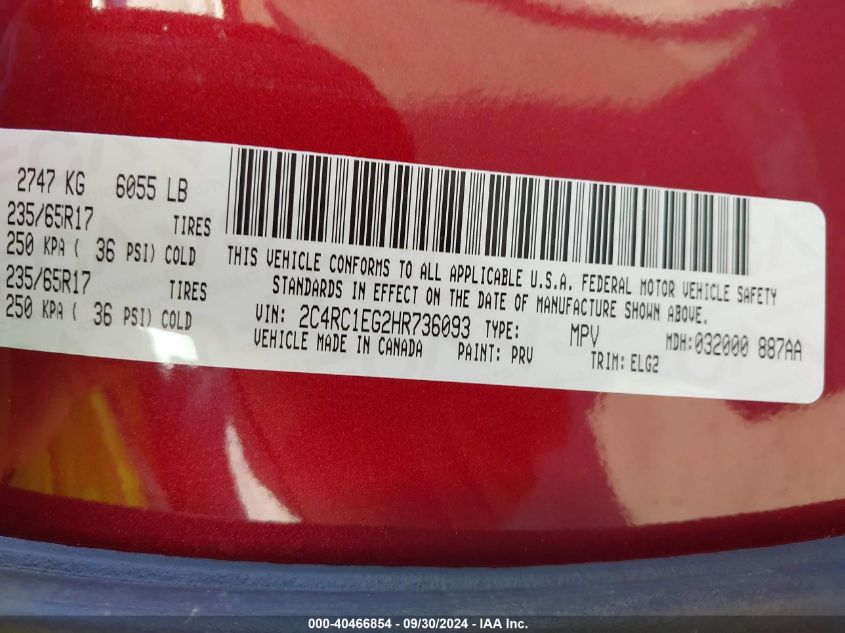 2747 KG 6055 LB
235/65R17 TIRES
250 KPA ( 36 PSI) COLD
235/65R17 TIRES
250 KPA ( 36 PSI) COLD
THIS VEHICLE CONFORMS TO ALL APPLICABLE U.S.A. FEDERAL MOTOR VEHICLE SAFETY
STANDARDS IN EFFECT ON THE DATE OF MANUFACTURE SHOWN ABOVE.
VIN: 2C4RC1EG2HR736093 TYPE: MPV MDH:032000 887AA
VEHICLE MADE IN CANADA PAINT: PRV TRIM: ELG2
000-40466854 - 09/30/2024 - IAA Inc.